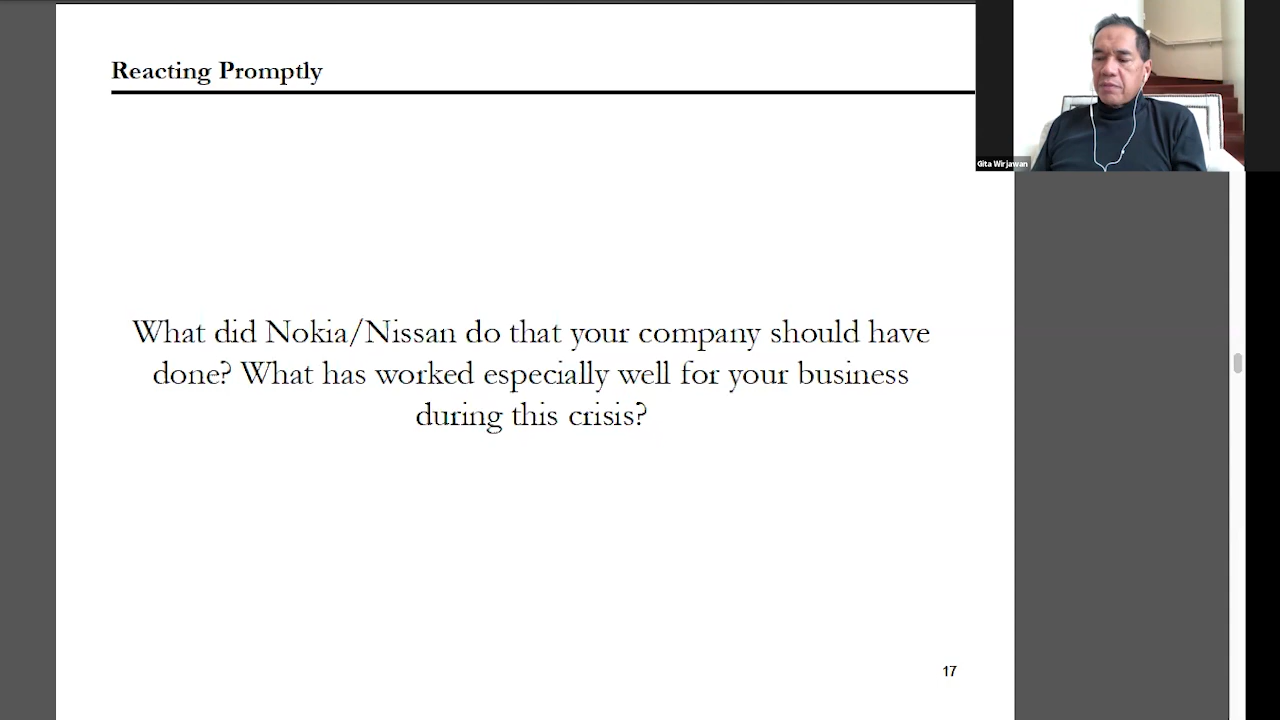 Reacting Promptly
Gita Wirjawan
What did Nokia/Nissan do that your company should have
done? What has worked especially well for your business
during this crisis?
17